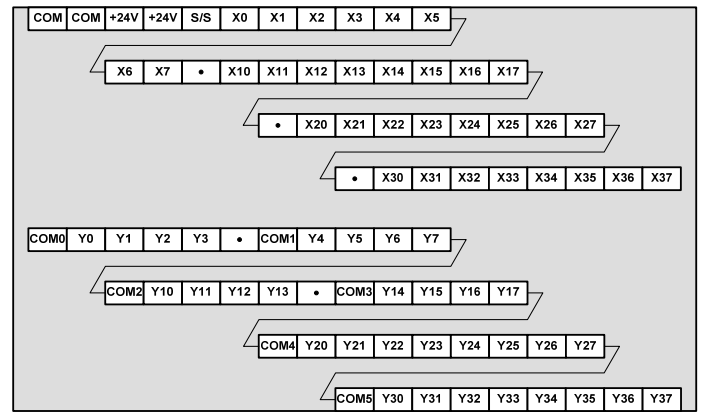 COM COM +24V +24V S/S X0 X1 X2 X3 X4 X5
X6 X7 • X10 X11 X12 X13 X14 X15 X16 X17
• X20 X21 X22 X23 X24 X25 X26 X27
• X30 X31 X32 X33 X34 X35 X36 X37
COM0 Y0 Y1 Y2 Y3 • COM1 Y4 Y5 Y6 Y7
COM2 Y10 Y11 Y12 Y13 • COM3 Y14 Y15 Y16 Y17
COM4 Y20 Y21 Y22 Y23 Y24 Y25 Y26 Y27
COM5 Y30 Y31 Y32 Y33 Y34 Y35 Y36 Y37